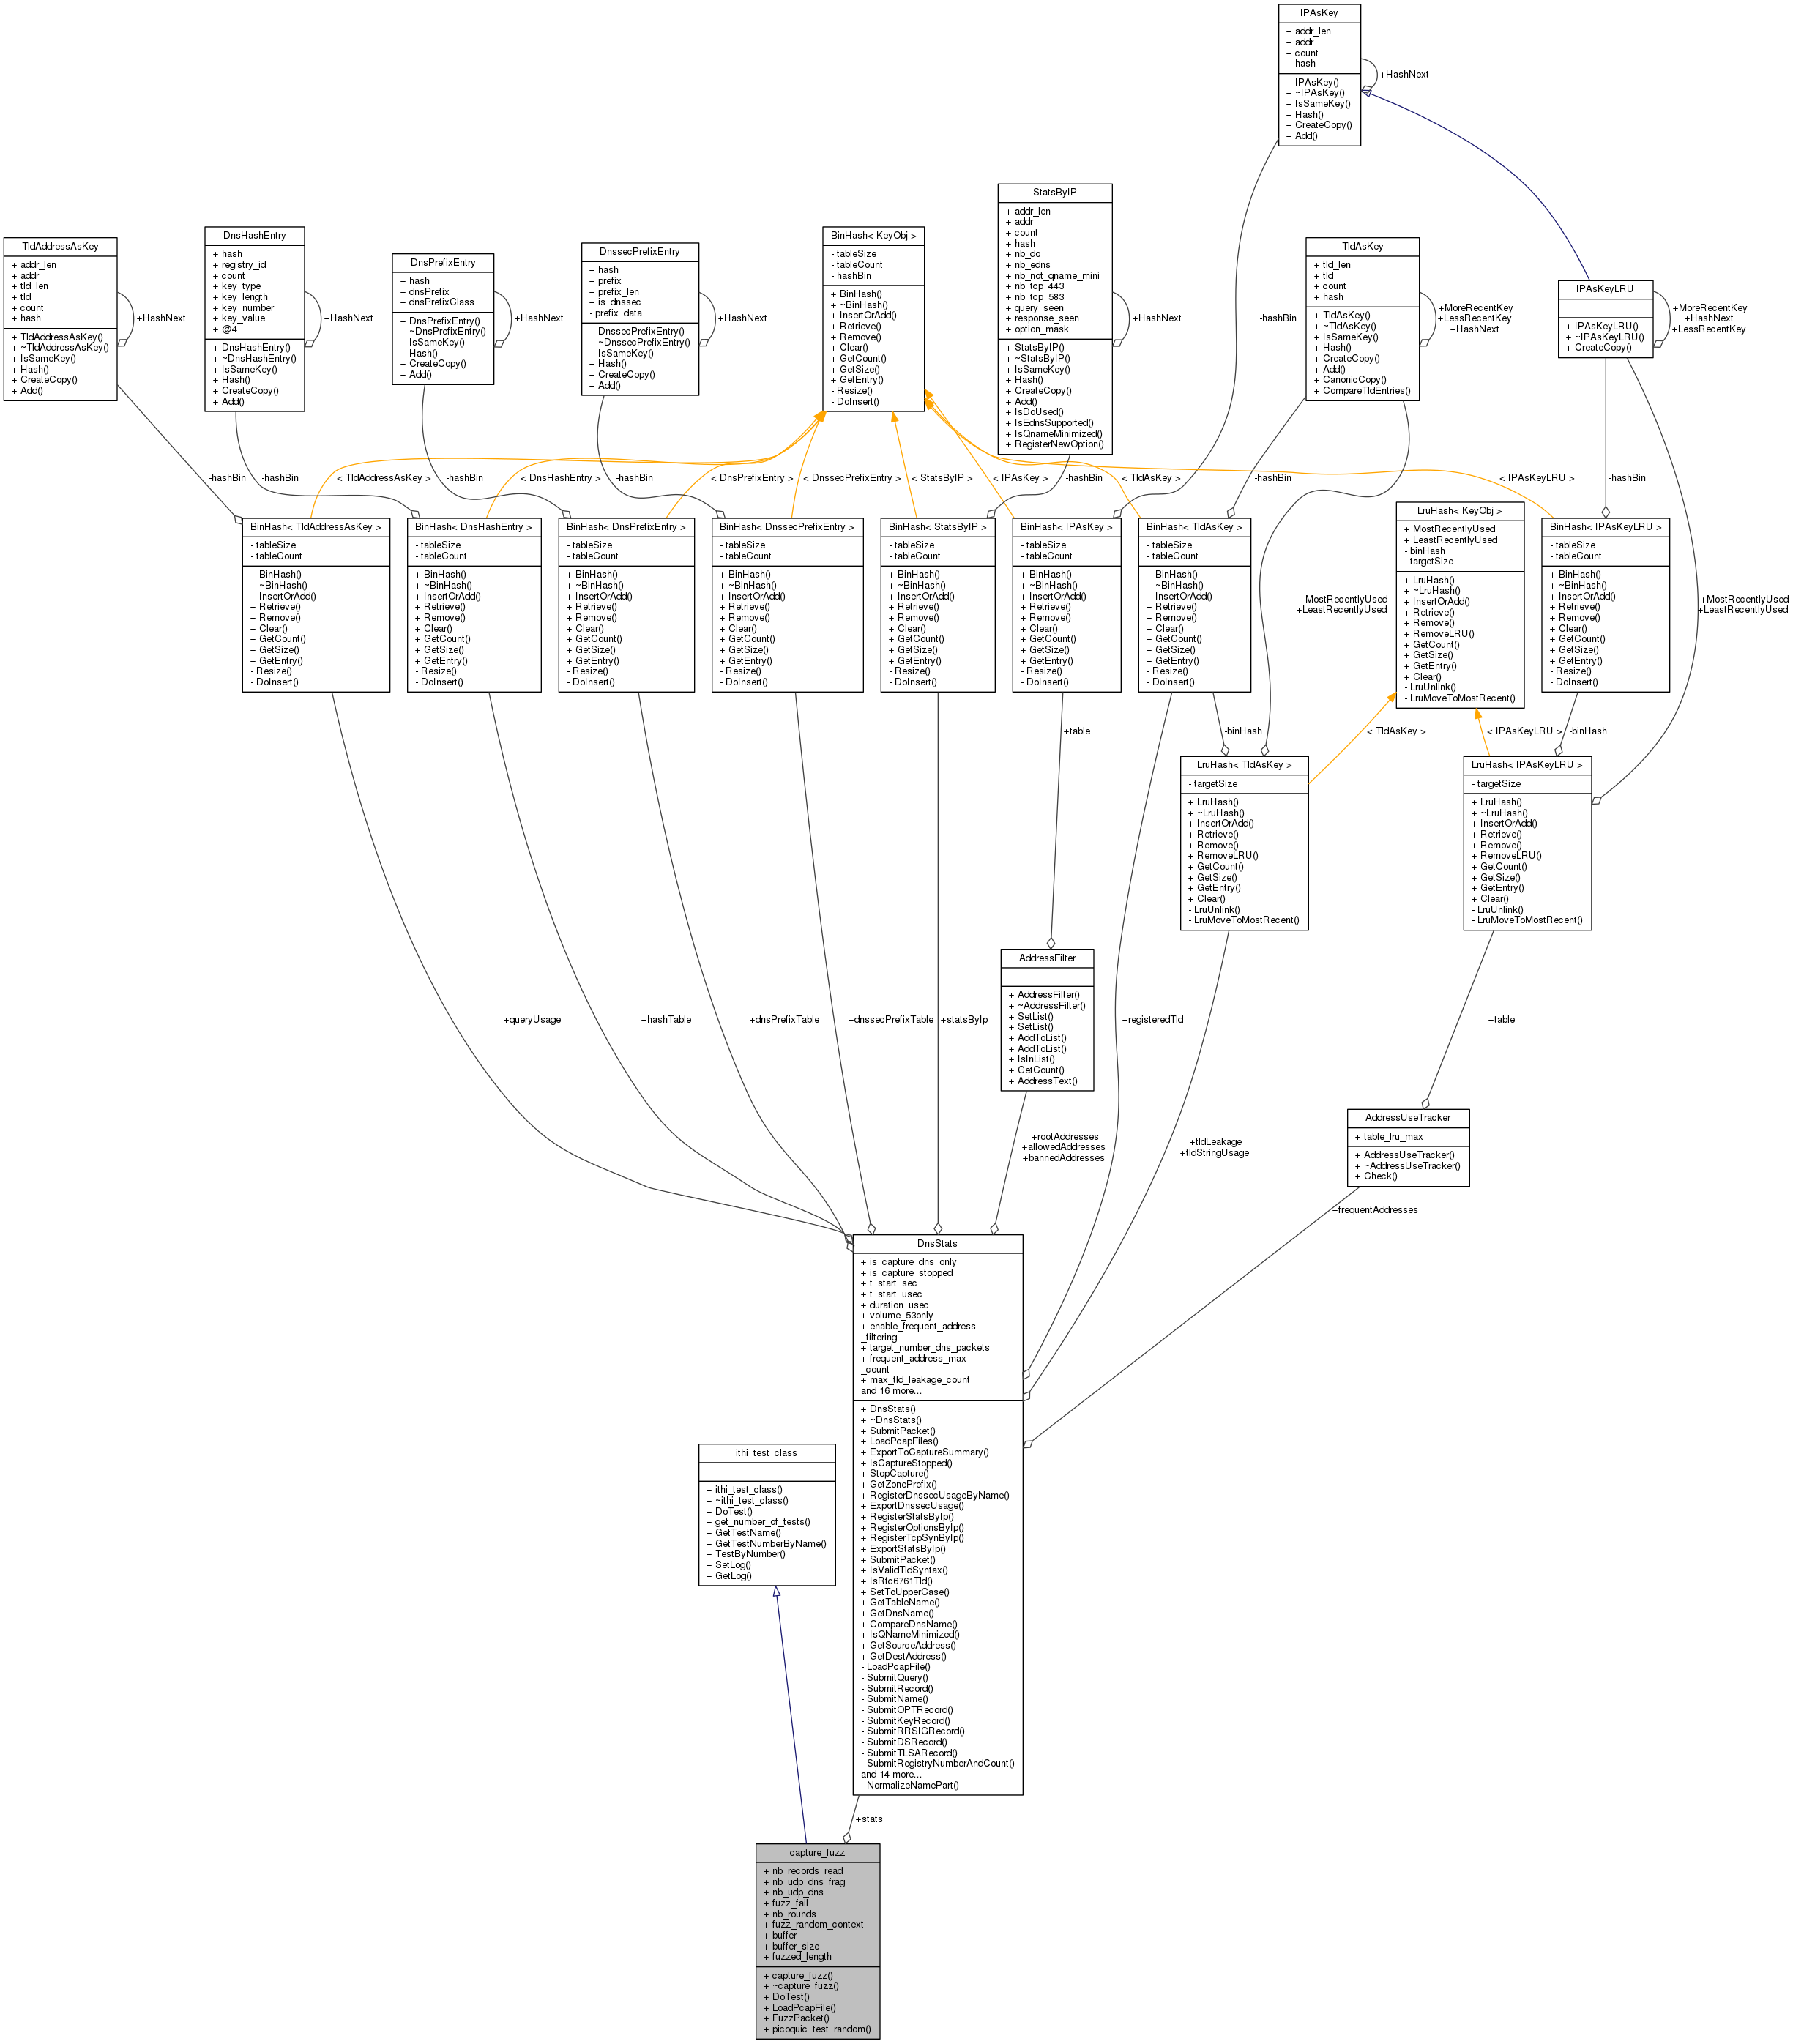 IPAsKey
+ addr_len
+ addr
+ count
+ hash
+ IPAsKey()
+ ~IPAsKey()
+ IsSameKey()
+ Hash()
+ CreateCopy()
+ Add()
+HashNext
StatsByIP
+ addr_len
+ addr
+ count
+ hash
+ nb_do
+ nb_edns
+ nb_not_qname_mini
+ nb_tcp_443
+ nb_tcp_583
+ query_seen
+ response_seen
+ option_mask
+ StatsByIP()
+ ~StatsByIP()
+ IsSameKey()
+ Hash()
+ CreateCopy()
+ Add()
+ IsDoUsed()
+ IsEdnsSupported()
+ IsQnameMinimized()
+ RegisterNewOption()
+HashNext
TldAddressAsKey
+ addr_len
+ addr
+ tld_len
+ tld
+ count
+ hash
+ TldAddressAsKey()
+ ~TldAddressAsKey()
+ IsSameKey()
+ Hash()
+ CreateCopy()
+ Add()
+HashNext
DnsHashEntry
+ hash
+ registry_id
+ count
+ key_type
+ key_length
+ key_number
+ key_value
+ @4
+ DnsHashEntry()
+ ~DnsHashEntry()
+ IsSameKey()
+ Hash()
+ CreateCopy()
+ Add()
+HashNext
DnsPrefixEntry
+ hash
+ dnsPrefix
+ dnsPrefixClass
+ DnsPrefixEntry()
+ ~DnsPrefixEntry()
+ IsSameKey()
+ Hash()
+ CreateCopy()
+ Add()
+HashNext
DnssecPrefixEntry
+ hash
+ prefix
+ prefix_len
+ is_dnssec
- prefix_data
+ DnssecPrefixEntry()
+ ~DnssecPrefixEntry()
+ IsSameKey()
+ Hash()
+ CreateCopy()
+ Add()
+HashNext
BinHash< KeyObj >
- tableSize
- tableCount
- hashBin
+ BinHash()
+ ~BinHash()
+ InsertOrAdd()
+ Retrieve()
+ Remove()
+ Clear()
+ GetCount()
+ GetSize()
+ GetEntry()
- Resize()
- DoInsert()
-hashBin
TldAsKey
+ tld_len
+ tld
+ count
+ hash
+ TldAsKey()
+ ~TldAsKey()
+ IsSameKey()
+ Hash()
+ CreateCopy()
+ Add()
+ CanonicCopy()
+ CompareTldEntries()
+MoreRecentKey
+LessRecentKey
+HashNext
IPAsKeyLRU
+ IPAsKeyLRU()
+ ~IPAsKeyLRU()
+ CreateCopy()
+MoreRecentKey
+HashNext
+LessRecentKey
-hashBin
-hashBin
< TldAddressAsKey >
-hashBin
< DnsHashEntry >
-hashBin
< DnsPrefixEntry >
< DnssecPrefixEntry >
< StatsByIP >
< IPAsKey >
-hashBin
< TldAsKey >
-hashBin
< IPAsKeyLRU >
-hashBin
BinHash< TldAddressAsKey >
- tableSize
- tableCount
+ BinHash()
+ ~BinHash()
+ InsertOrAdd()
+ Retrieve()
+ Remove()
+ Clear()
+ GetCount()
+ GetSize()
+ GetEntry()
- Resize()
- DoInsert()
BinHash< DnsHashEntry >
- tableSize
- tableCount
+ BinHash()
+ ~BinHash()
+ InsertOrAdd()
+ Retrieve()
+ Remove()
+ Clear()
+ GetCount()
+ GetSize()
+ GetEntry()
- Resize()
- DoInsert()
BinHash< DnsPrefixEntry >
- tableSize
- tableCount
+ BinHash()
+ ~BinHash()
+ InsertOrAdd()
+ Retrieve()
+ Remove()
+ Clear()
+ GetCount()
+ GetSize()
+ GetEntry()
- Resize()
- DoInsert()
BinHash< DnssecPrefixEntry >
- tableSize
- tableCount
+ BinHash()
+ ~BinHash()
+ InsertOrAdd()
+ Retrieve()
+ Remove()
+ Clear()
+ GetCount()
+ GetSize()
+ GetEntry()
- Resize()
- DoInsert()
BinHash< StatsByIP >
- tableSize
- tableCount
+ BinHash()
+ ~BinHash()
+ InsertOrAdd()
+ Retrieve()
+ Remove()
+ Clear()
+ GetCount()
+ GetSize()
+ GetEntry()
- Resize()
- DoInsert()
BinHash< IPAsKey >
- tableSize
- tableCount
+ BinHash()
+ ~BinHash()
+ InsertOrAdd()
+ Retrieve()
+ Remove()
+ Clear()
+ GetCount()
+ GetSize()
+ GetEntry()
- Resize()
- DoInsert()
BinHash< TldAsKey >
- tableSize
- tableCount
+ BinHash()
+ ~BinHash()
+ InsertOrAdd()
+ Retrieve()
+ Remove()
+ Clear()
+ GetCount()
+ GetSize()
+ GetEntry()
- Resize()
- DoInsert()
+MostRecentlyUsed
+LeastRecentlyUsed
LruHash< KeyObj >
+ MostRecentlyUsed
+ LeastRecentlyUsed
- binHash
- targetSize
+ LruHash()
+ ~LruHash()
+ InsertOrAdd()
+ Retrieve()
+ Remove()
+ RemoveLRU()
+ GetCount()
+ GetSize()
+ GetEntry()
+ Clear()
- LruUnlink()
- LruMoveToMostRecent()
BinHash< IPAsKeyLRU >
- tableSize
- tableCount
+ BinHash()
+ ~BinHash()
+ InsertOrAdd()
+ Retrieve()
+ Remove()
+ Clear()
+ GetCount()
+ GetSize()
+ GetEntry()
- Resize()
- DoInsert()
+MostRecentlyUsed
+LeastRecentlyUsed
+table
-binHash
< TldAsKey >
< IPAsKeyLRU >
-binHash
LruHash< TldAsKey >
- targetSize
+ LruHash()
+ ~LruHash()
+ InsertOrAdd()
+ Retrieve()
+ Remove()
+ RemoveLRU()
+ GetCount()
+ GetSize()
+ GetEntry()
+ Clear()
- LruUnlink()
- LruMoveToMostRecent()
LruHash< IPAsKeyLRU >
- targetSize
+ LruHash()
+ ~LruHash()
+ InsertOrAdd()
+ Retrieve()
+ Remove()
+ RemoveLRU()
+ GetCount()
+ GetSize()
+ GetEntry()
+ Clear()
- LruUnlink()
- LruMoveToMostRecent()
AddressFilter
+ AddressFilter()
+ ~AddressFilter()
+ SetList()
+ SetList()
+ AddToList()
+ AddToList()
+ IsInList()
+ GetCount()
+ AddressText()
+queryUsage
+hashTable
+dnsPrefixTable
+dnssecPrefixTable
+statsByIp
+registeredTld
+table
+rootAddresses
+allowedAddresses
+bannedAddresses
+tldLeakage
+tldStringUsage
AddressUseTracker
+ table_lru_max
+ AddressUseTracker()
+ ~AddressUseTracker()
+ Check()
+frequentAddresses
DnsStats
+ is_capture_dns_only
+ is_capture_stopped
+ t_start_sec
+ t_start_usec
+ duration_usec
+ volume_53only
+ enable_frequent_address
_filtering
+ target_number_dns_packets
+ frequent_address_max
_count
+ max_tld_leakage_count
and 16 more...
+ DnsStats()
+ ~DnsStats()
+ SubmitPacket()
+ LoadPcapFiles()
+ ExportToCaptureSummary()
+ IsCaptureStopped()
+ StopCapture()
+ GetZonePrefix()
+ RegisterDnssecUsageByName()
+ ExportDnssecUsage()
+ RegisterStatsByIp()
+ RegisterOptionsByIp()
+ RegisterTcpSynByIp()
+ ExportStatsByIp()
+ SubmitPacket()
+ IsValidTldSyntax()
+ IsRfc6761Tld()
+ SetToUpperCase()
+ GetTableName()
+ GetDnsName()
+ CompareDnsName()
+ IsQNameMinimized()
+ GetSourceAddress()
+ GetDestAddress()
- LoadPcapFile()
- SubmitQuery()
- SubmitRecord()
- SubmitName()
- SubmitOPTRecord()
- SubmitKeyRecord()
- SubmitRRSIGRecord()
- SubmitDSRecord()
- SubmitTLSARecord()
- SubmitRegistryNumberAndCount()
and 14 more...
- NormalizeNamePart()
ithi_test_class
+ ithi_test_class()
+ ~ithi_test_class()
+ DoTest()
+ get_number_of_tests()
+ GetTestName()
+ GetTestNumberByName()
+ TestByNumber()
+ SetLog()
+ GetLog()
+stats
capture_fuzz
+ nb_records_read
+ nb_udp_dns_frag
+ nb_udp_dns
+ fuzz_fail
+ nb_rounds
+ fuzz_random_context
+ buffer
+ buffer_size
+ fuzzed_length
+ capture_fuzz()
+ ~capture_fuzz()
+ DoTest()
+ LoadPcapFile()
+ FuzzPacket()
+ picoquic_test_random()